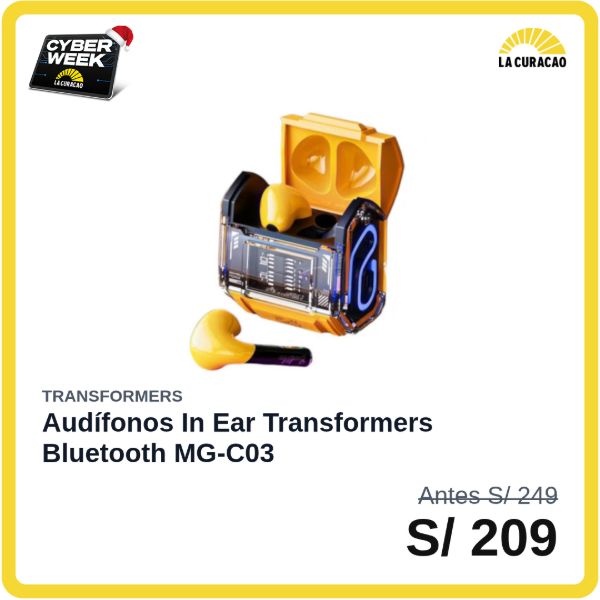 CYBER
WEEK
LA CURACAO
LA CURACAO
TRANSFORMERS
Audífonos In Ear Transformers
Bluetooth MG-C03
Antes S/ 249
S/ 209